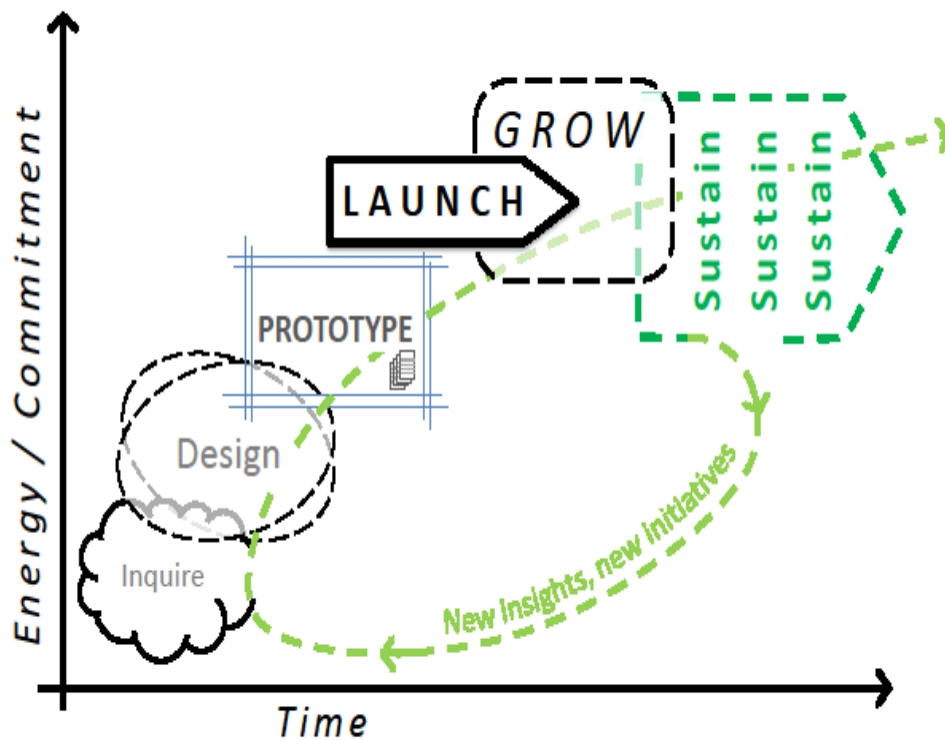 GROW
LAUNCH
Sustain
Sustain
Sustain
PROTOTYPE
Design
Inquire
New insights, new initiatives
Energy / Commitment
Time